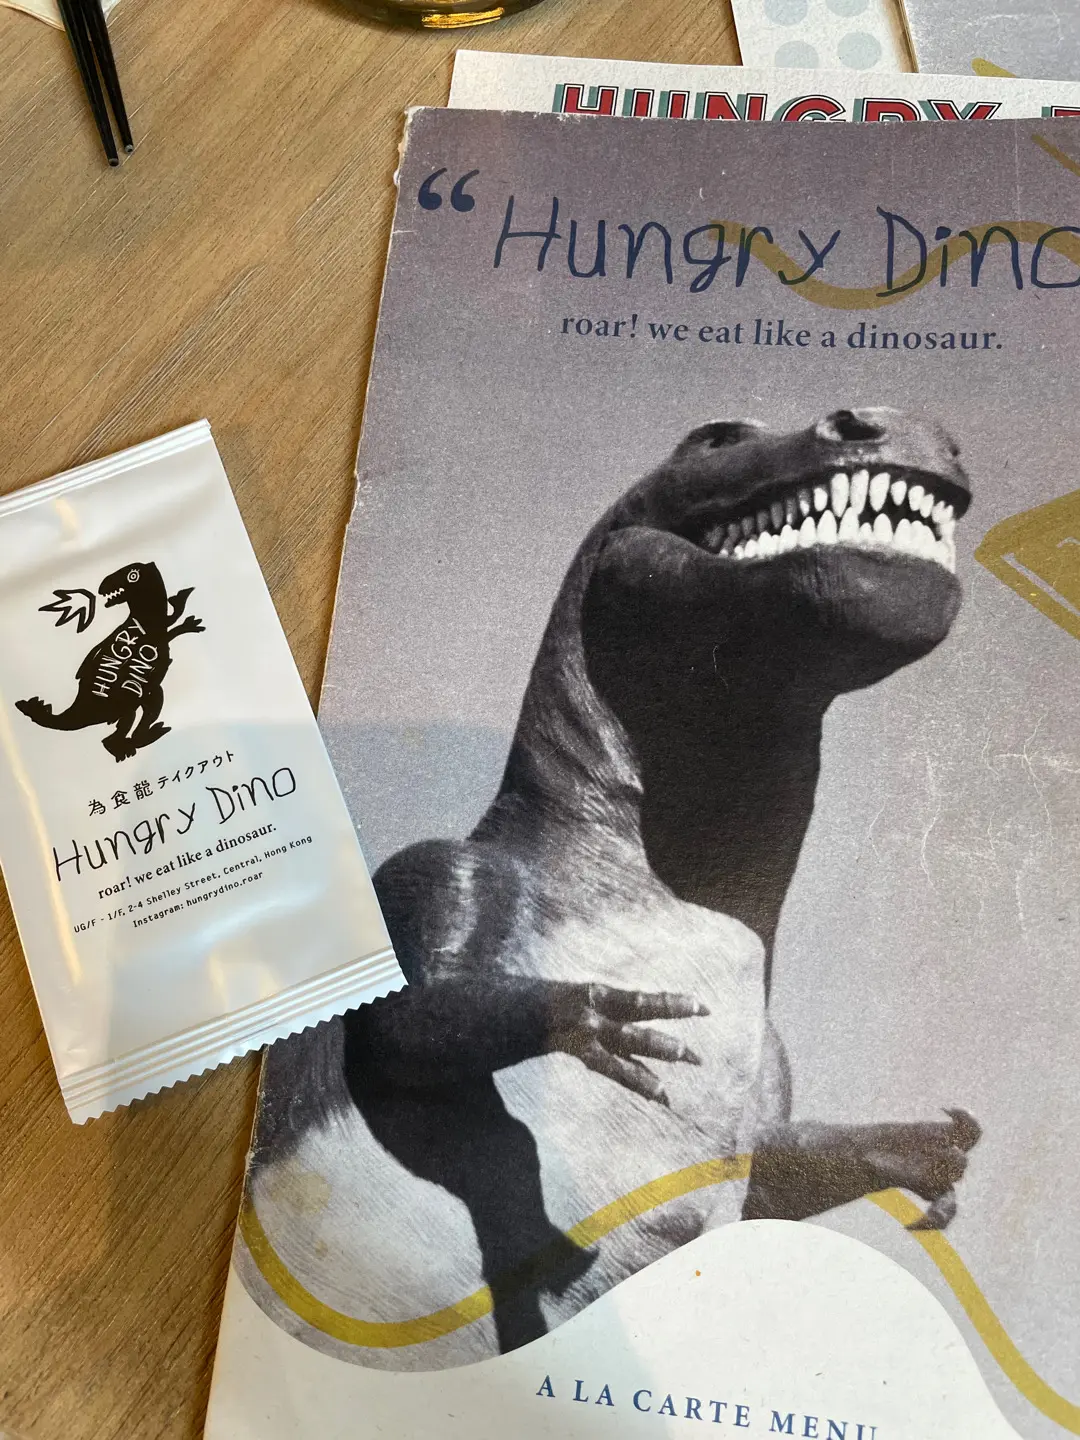 HUNGRY
“ Hungry Dino
roar! we eat like a dinosaur.
A LA CARTE MENU
HUNGRY
DINO
為食龍 テイクアウト
Hungry Dino
roar! we eat like a dinosaur.
UG/F - 1/F, 2-4 Shelley Street, Central, Hong Kong
Instagram: hungrydino.roar